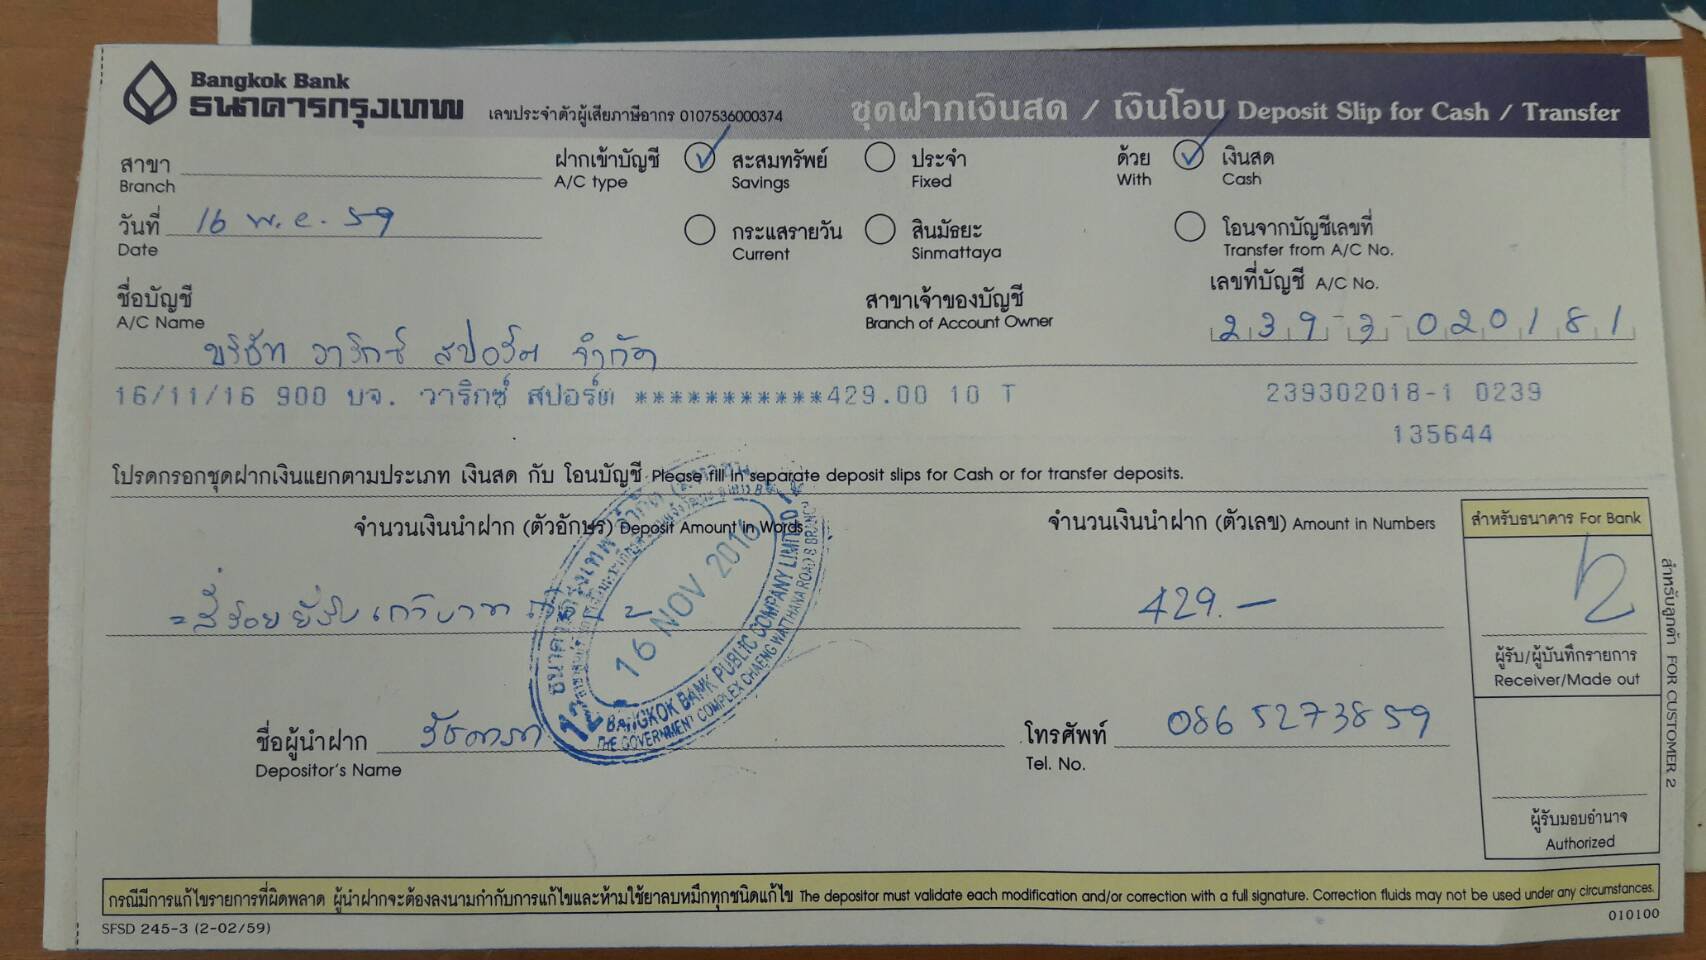 Bangkok Bank
ธนาคารกรุงเทพ
เลขประจำตัวผู้เสียภาษีอากร 0107536000374
ชุดฝากเงินสด / เงินโอน Deposit Slip for Cash / Transfer
สาขา
Branch
ฝากเข้าบัญชี
A/C type
สะสมทรัพย์
Savings
ประจำ
Fixed
ด้วย
With
เงินสด
Cash
วันที่ 16 พ.ย. 59
Date
กระแสรายวัน
Current
สินมัธยะ
Sinmattaya
โอนจากบัญชีเลขที่
Transfer from A/C No.
ชื่อบัญชี
A/C Name
บริษัท วาริกซ์ สปอร์ต จำกัด
สาขาเจ้าของบัญชี
Branch of Account Owner
เลขที่บัญชี A/C No.
239-3-020181
16/11/16 900 บจ. วาริกซ์ สปอร์ต ***********429.00 10 T 239302018-1 0239
135644
โปรดกรอกชุดฝากเงินแยกตามประเภท เงินสด กับ โอนบัญชี Please fill in separate deposit slips for Cash or for transfer deposits.
จำนวนเงินนำฝาก (ตัวอักษร) Deposit Amount in Words
จำนวนเงินนำฝาก (ตัวเลข) Amount in Numbers
สำหรับธนาคาร For Bank
=สี่ร้อยยี่สิบเก้าบาท
429.-
16 NOV 2016
BANGKOK BANK PUBLIC COMPANY LIMITED
THE GOVERNMENT COMPLEX CHAENG WATTHANA ROAD B BRANCH
ผู้รับ/ผู้บันทึกรายการ
Receiver/Made out
ชื่อผู้นำฝาก
Depositor's Name
โทรศัพท์ 0865273859
Tel. No.
ผู้รับมอบอำนาจ
Authorized
สำหรับลูกค้า FOR CUSTOMER 2
กรณีมีการแก้ไขรายการที่ผิดพลาด ผู้นำฝากจะต้องลงนามกำกับการแก้ไขและห้ามใช้ยาลบหมึกทุกชนิดแก้ไข The depositor must validate each modification and/or correction with a full signature. Correction fluids may not be used under any circumstances.
SFSD 245-3 (2-02/59)
010100